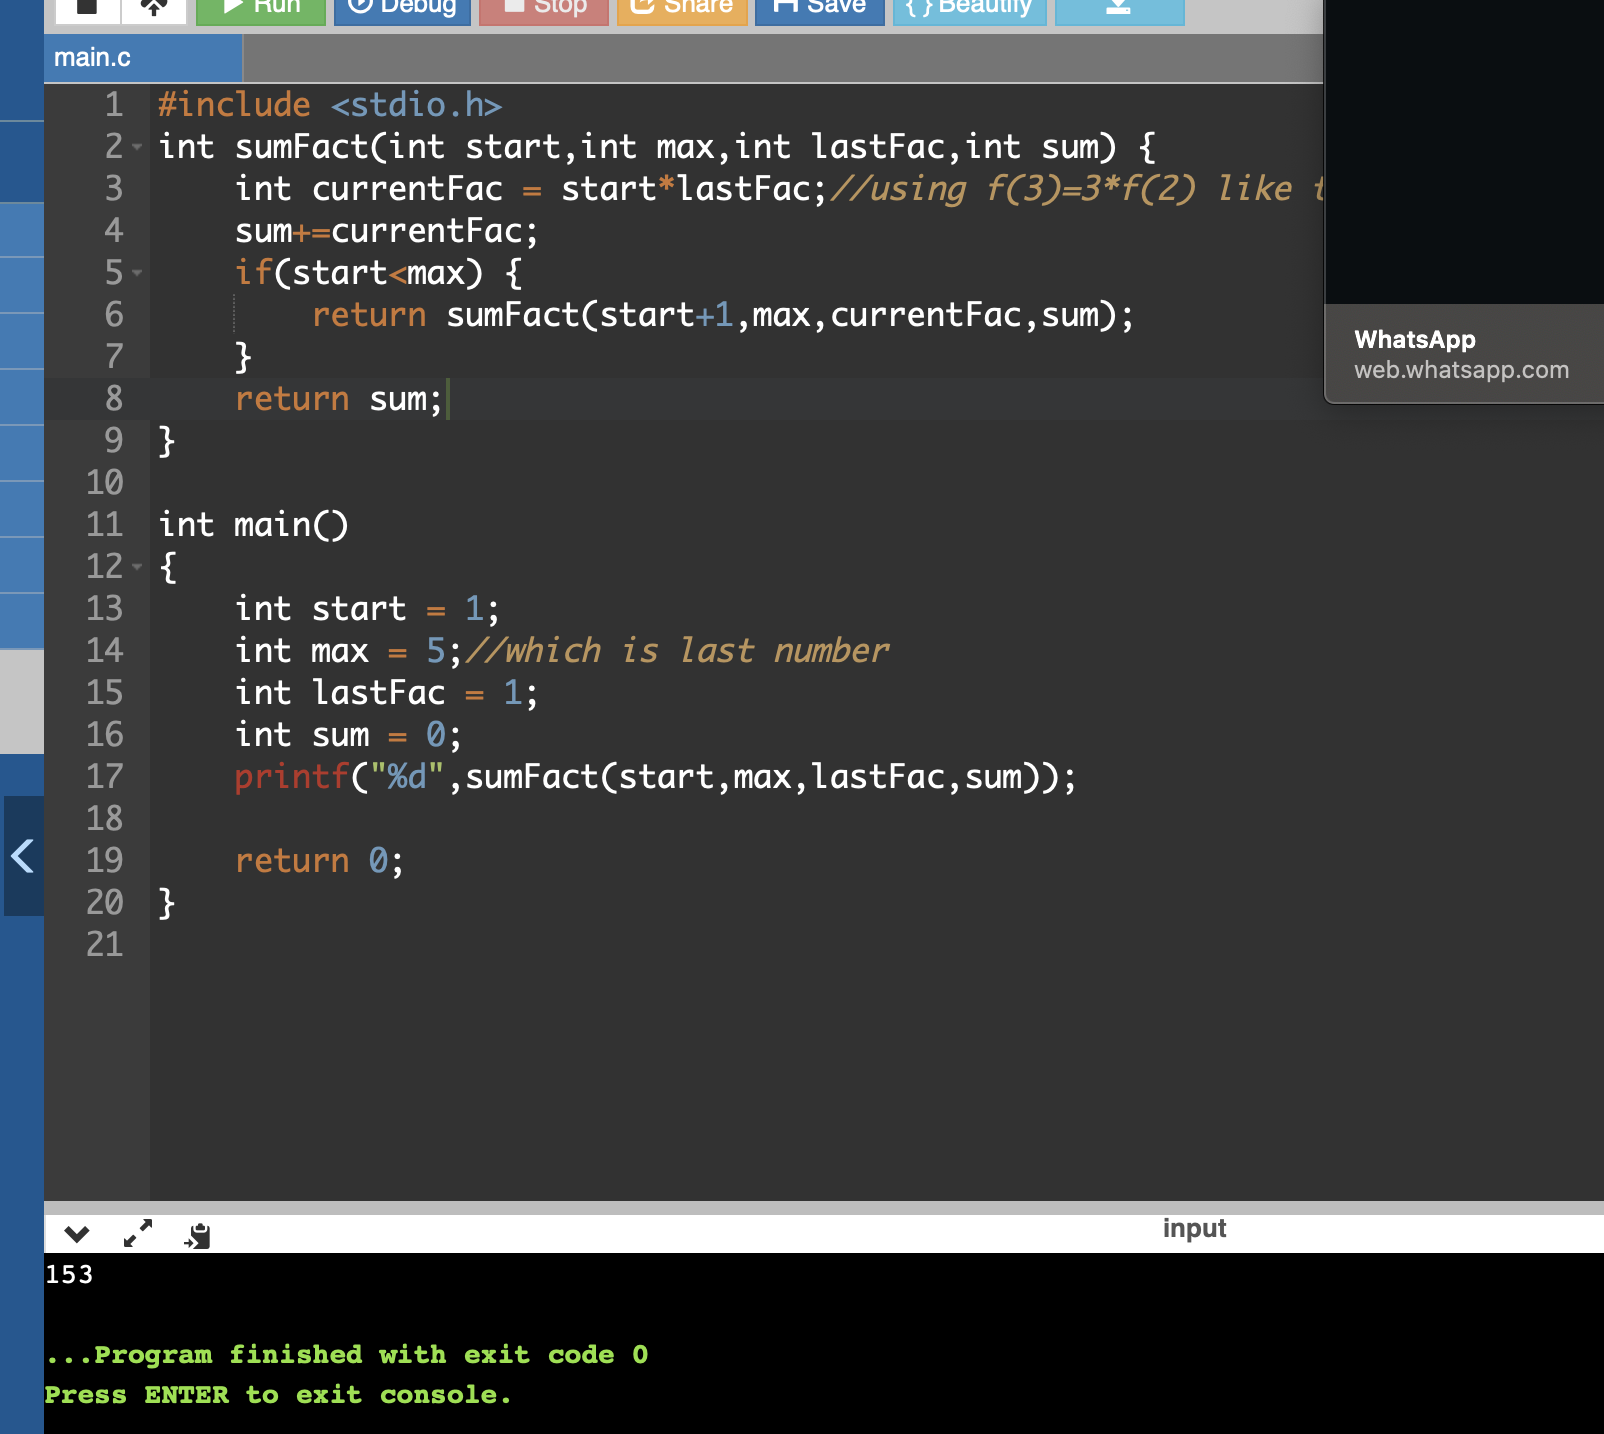 Run Debug Stop Share Save { } Beautify
main.c
1 #include <stdio.h>
2 int sumFact(int start,int max,int lastFac,int sum) {
3     int currentFac = start*lastFac;//using f(3)=3*f(2) like
4     sum+=currentFac;
5     if(start<max) {
6         return sumFact(start+1,max,currentFac,sum);
7     }
8     return sum;
9 }
10
11 int main()
12 {
13     int start = 1;
14     int max = 5;//which is last number
15     int lastFac = 1;
16     int sum = 0;
17     printf("%d",sumFact(start,max,lastFac,sum));
18
19     return 0;
20 }
21
WhatsApp
web.whatsapp.com
input
153
...Program finished with exit code 0
Press ENTER to exit console.